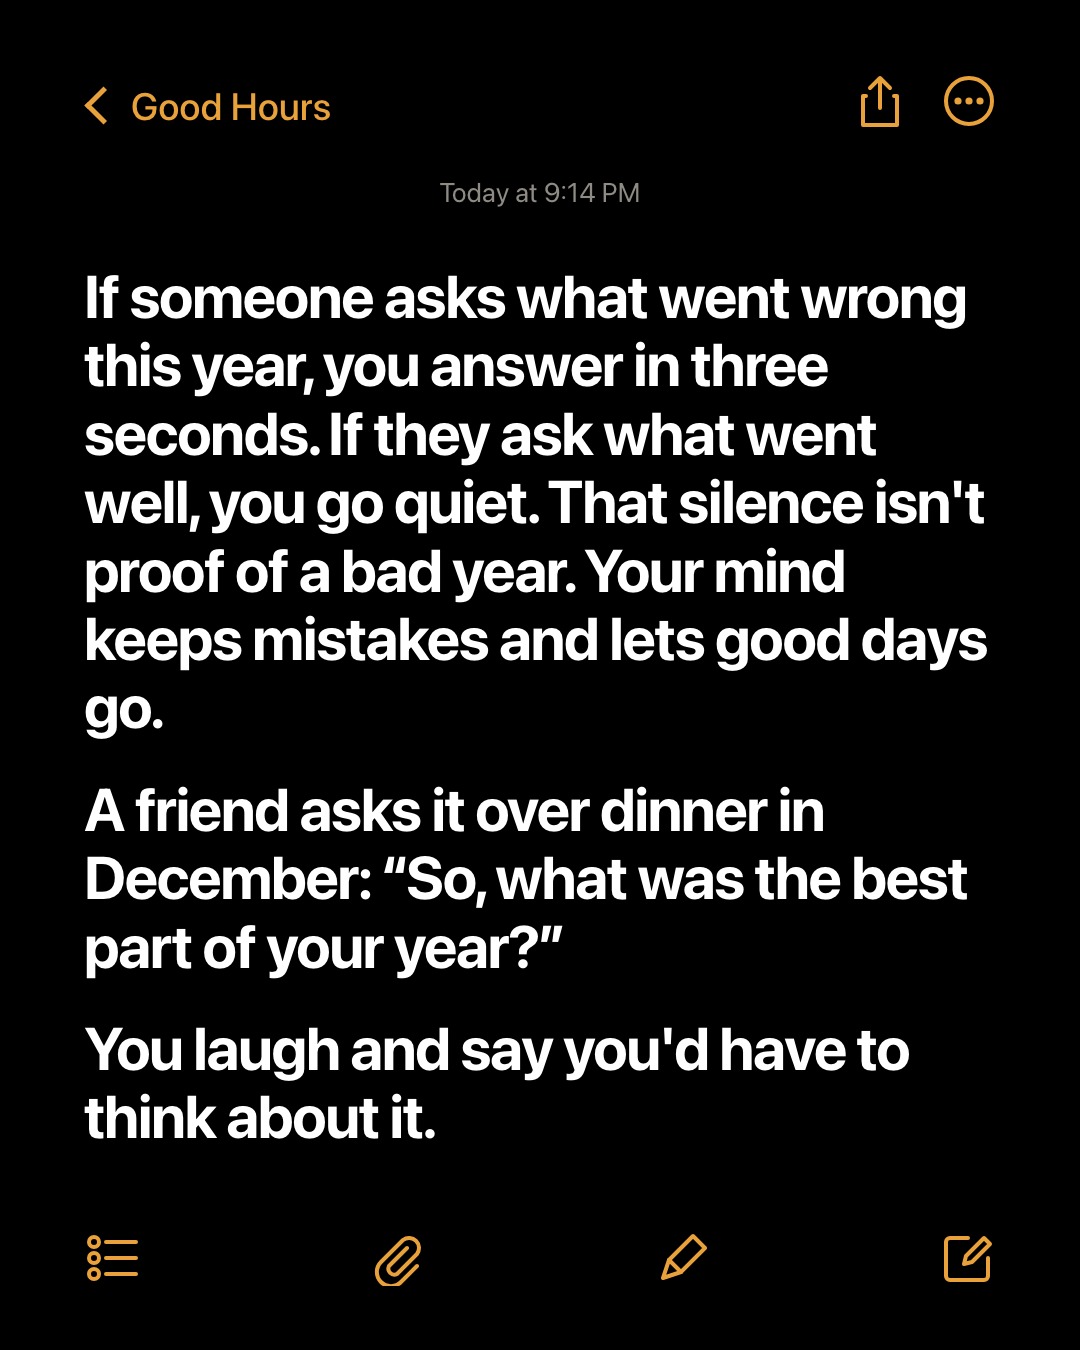 Good Hours
Today at 9:14 PM
If someone asks what went wrong
this year, you answer in three
seconds. If they ask what went
well, you go quiet. That silence isn't
proof of a bad year. Your mind
keeps mistakes and lets good days
go.
A friend asks it over dinner in
December: “So, what was the best
part of your year?”
You laugh and say you'd have to
think about it.